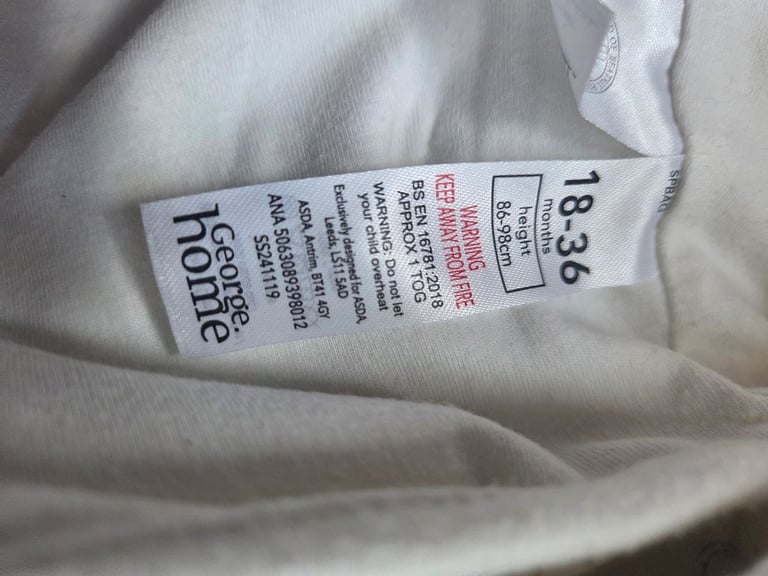 18-36
months
height
86-98cm
WARNING
KEEP AWAY FROM FIRE
BS EN 16781:2018
APPROX 1 TOG
WARNING: Do not let
your child overheat
Exclusively designed for ASDA,
Leeds, LS11 5AD
ASDA, Antrim, BT41 4GY
ANA 5063089398012
SS241119
George.
home